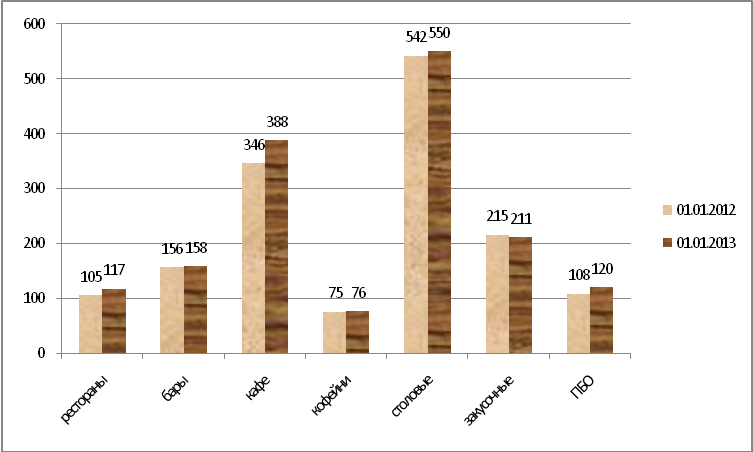 600
500
400
300
200
100
0
105 117
156 158
346 388
75 76
542 550
215 211
108 120
рестораны
бары
кафе
кофейни
столовые
закусочные
ПБО
01.01.2012
01.01.2013